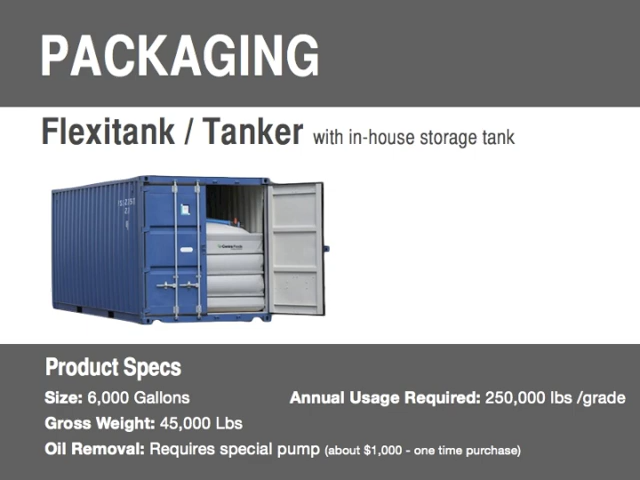 PACKAGING
Flexitank / Tanker with in-house storage tank
Product Specs
Size: 6,000 Gallons
Annual Usage Required: 250,000 lbs /grade
Gross Weight: 45,000 Lbs
Oil Removal: Requires special pump (about $1,000 - one time purchase)